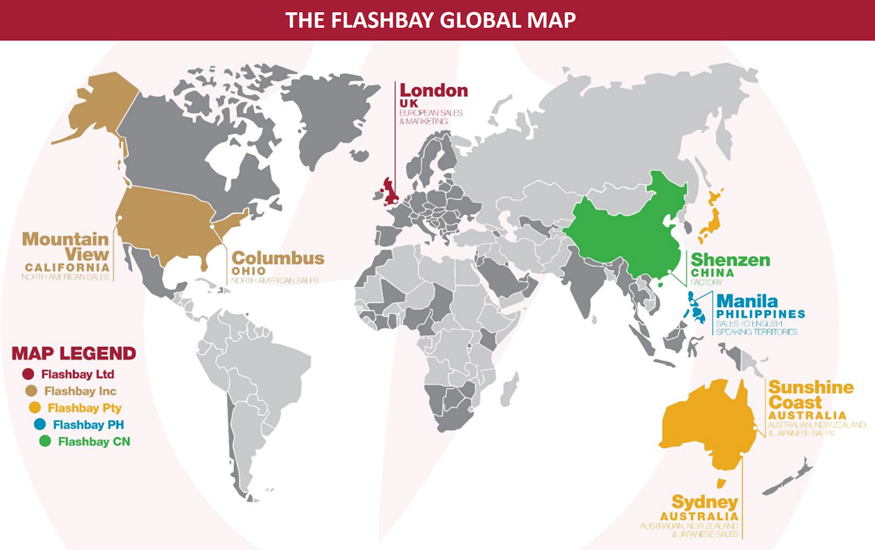 THE FLASHBAY GLOBAL MAP
London
UK
EUROPEAN SALES
& MARKETING
Mountain
View
CALIFORNIA
NORTH AMERICAN SALES
Columbus
OHIO
NORTH AMERICAN SALES
Shenzen
CHINA
FACTORY
Manila
PHILIPPINES
SALES TO ENGLISH
SPEAKING TERRITORIES
MAP LEGEND
Flashbay Ltd
Flashbay Inc
Flashbay Pty
Flashbay PH
Flashbay CN
Sunshine
Coast
AUSTRALIA
AUSTRALIAN, NEW ZEALAND
& JAPANESE SALES
Sydney
AUSTRALIA
AUSTRALIAN, NEW ZEALAND
& JAPANESE SALES